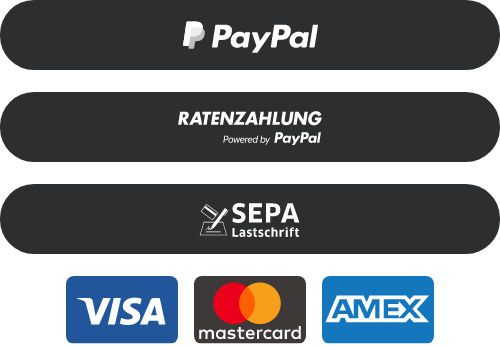 PayPal
RATENZAHLUNG
Powered by PayPal
SEPA
Lastschrift
VISA
mastercard
AMEX